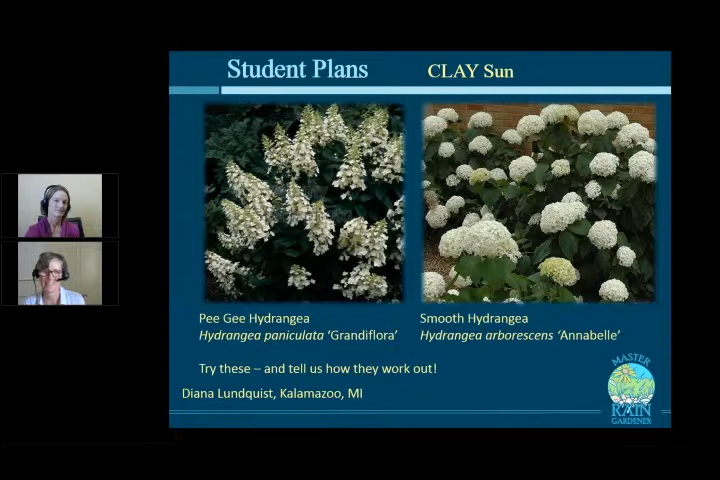 Student Plans
CLAY Sun
Pee Gee Hydrangea
Hydrangea paniculata ‘Grandiflora’
Smooth Hydrangea
Hydrangea arborescens ‘Annabelle’
Try these – and tell us how they work out!
Diana Lundquist, Kalamazoo, MI
MASTER
RAIN
GARDENER